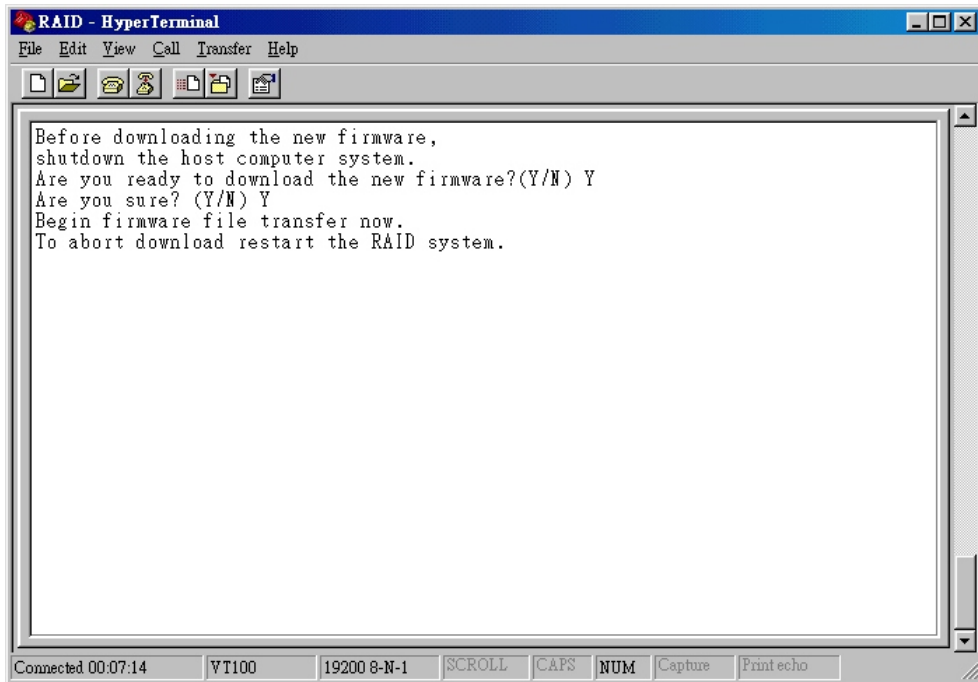 RAID - HyperTerminal
File Edit View Call Transfer Help
Before downloading the new firmware,
shutdown the host computer system.
Are you ready to download the new firmware?(Y/N) Y
Are you sure? (Y/N) Y
Begin firmware file transfer now.
To abort download restart the RAID system.
Connected 00:07:14 VT100 19200 8-N-1 SCROLL CAPS NUM Capture Print echo